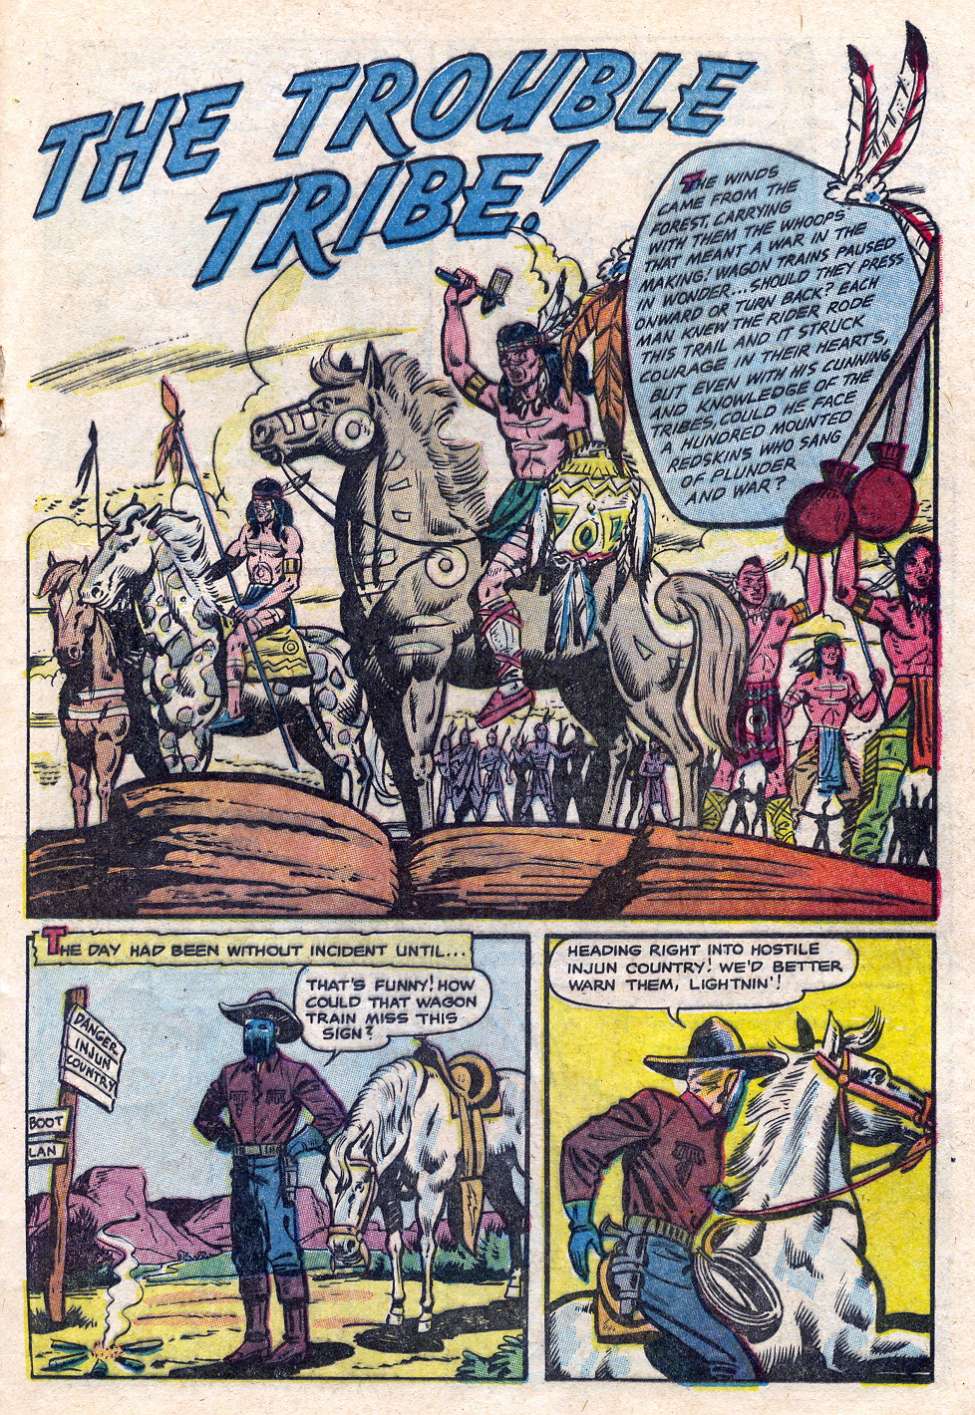 THE TROUBLE
TRIBE!
THE WINDS
CAME FROM THE
FOREST, CARRYING
WITH THEM THE WHOOPS
THAT MEANT A WAR IN THE
MAKING! WAGON TRAINS PAUSED
IN WONDER... SHOULD THEY PRESS
ONWARD OR TURN BACK? EACH
MAN KNEW THE RIDER RODE
THIS TRAIL AND IT STRUCK
COURAGE IN THEIR HEARTS,
BUT EVEN WITH HIS CUNNING
AND KNOWLEDGE OF THE
TRIBES, COULD HE FACE
A HUNDRED MOUNTED
REDSKINS WHO SANG
OF PLUNDER
AND WAR?
THE DAY HAD BEEN WITHOUT INCIDENT UNTIL...
THAT'S FUNNY! HOW
COULD THAT WAGON
TRAIN MISS THIS
SIGN?
DANGER
INJUN
COUNTRY
BOOT
LAN
HEADING RIGHT INTO HOSTILE
INJUN COUNTRY! WE'D BETTER
WARN THEM, LIGHTNIN'!